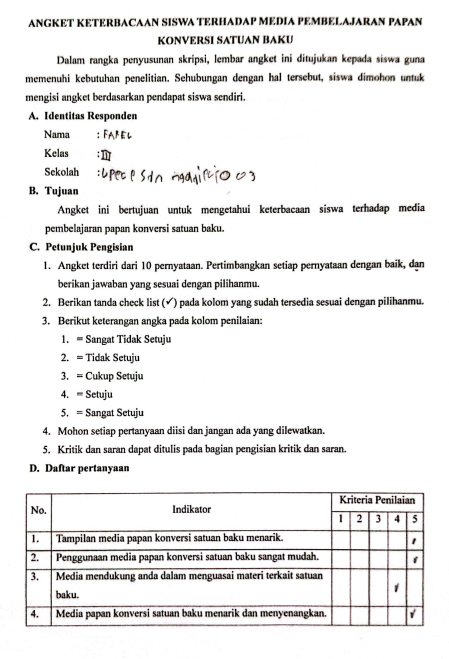 ANGKET KETERBACAAN SISWA TERHADAP MEDIA PEMBELAJARAN PAPAN
KONVERSI SATUAN BAKU
Dalam rangka penyusunan skripsi, lembar angket ini ditujukan kepada siswa guna
memenuhi kebutuhan penelitian. Sehubungan dengan hal tersebut, siswa dimohon untuk
mengisi angket berdasarkan pendapat siswa sendiri.
A. Identitas Responden
Nama : FAREL
Kelas : III
Sekolah : Sdn 03
B. Tujuan
Angket ini bertujuan untuk mengetahui keterbacaan siswa terhadap media
pembelajaran papan konversi satuan baku.
C. Petunjuk Pengisian
1. Angket terdiri dari 10 pernyataan. Pertimbangkan setiap pernyataan dengan baik, dan
berikan jawaban yang sesuai dengan pilihanmu.
2. Berikan tanda check list (✓) pada kolom yang sudah tersedia sesuai dengan pilihanmu.
3. Berikut keterangan angka pada kolom penilaian:
1. = Sangat Tidak Setuju
2. = Tidak Setuju
3. = Cukup Setuju
4. = Setuju
5. = Sangat Setuju
4. Mohon setiap pertanyaan diisi dan jangan ada yang dilewatkan.
5. Kritik dan saran dapat ditulis pada bagian pengisian kritik dan saran.
D. Daftar pertanyaan
No. Indikator Kriteria Penilaian
1 2 3 4 5
1. Tampilan media papan konversi satuan baku menarik. ✓
2. Penggunaan media papan konversi satuan baku sangat mudah. ✓
3. Media mendukung anda dalam menguasai materi terkait satuan
baku. ✓
4. Media papan konversi satuan baku menarik dan menyenangkan. ✓